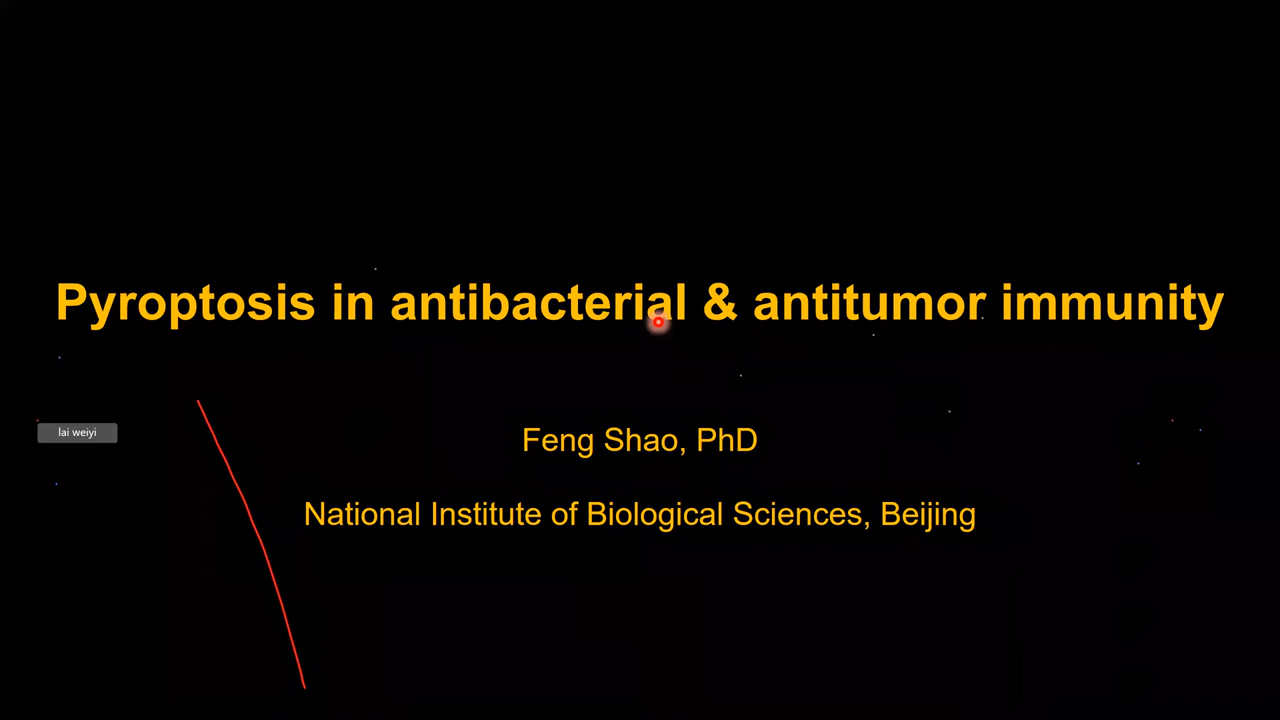 Pyroptosis in antibacterial & antitumor immunity
lai weiyi
Feng Shao, PhD
National Institute of Biological Sciences, Beijing